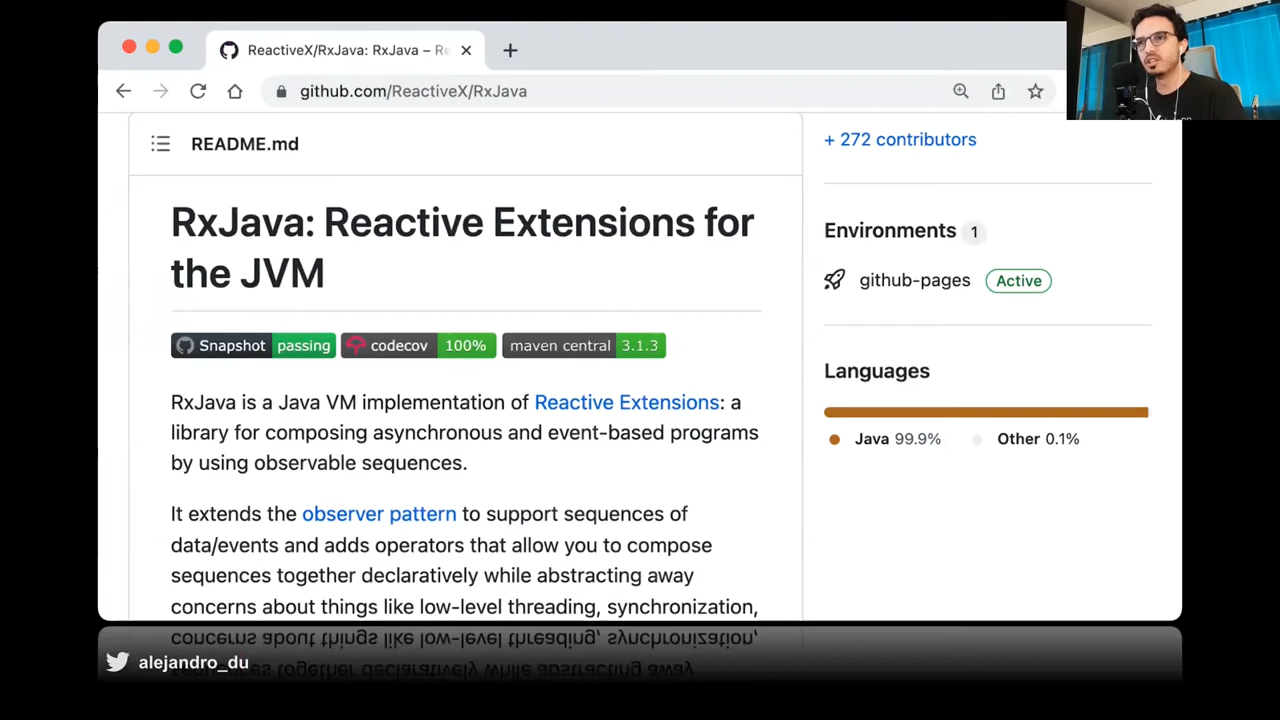 ReactiveX/RxJava: RxJava – Re
github.com/ReactiveX/RxJava
README.md
RxJava: Reactive Extensions for
the JVM
Snapshot passing codecov 100% maven central 3.1.3
RxJava is a Java VM implementation of Reactive Extensions: a
library for composing asynchronous and event-based programs
by using observable sequences.
It extends the observer pattern to support sequences of
data/events and adds operators that allow you to compose
sequences together declaratively while abstracting away
concerns about things like low-level threading, synchronization,
+ 272 contributors
Environments 1
github-pages Active
Languages
Java 99.9% Other 0.1%
alejandro_du